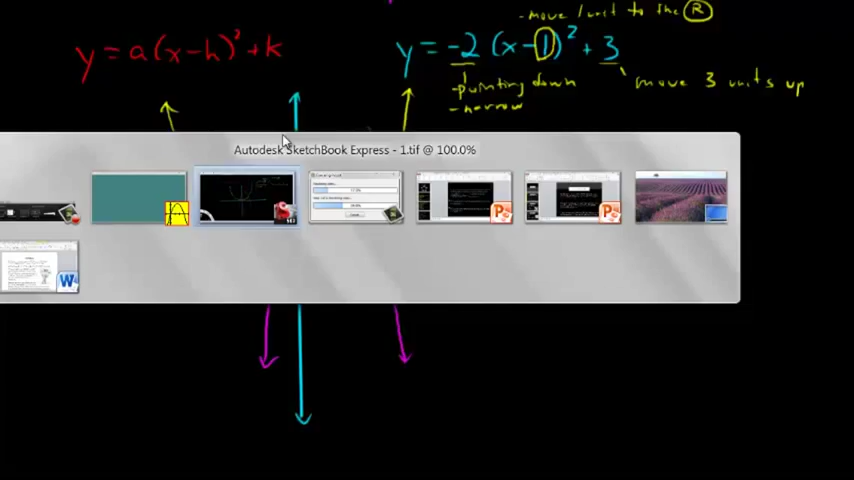 -move 1 unit to the R
y = a(x-h)² + k
y = -2 (x-1)² + 3
-pointing down
-narrow
move 3 units up
Autodesk SketchBook Express - 1.tif @ 100.0%